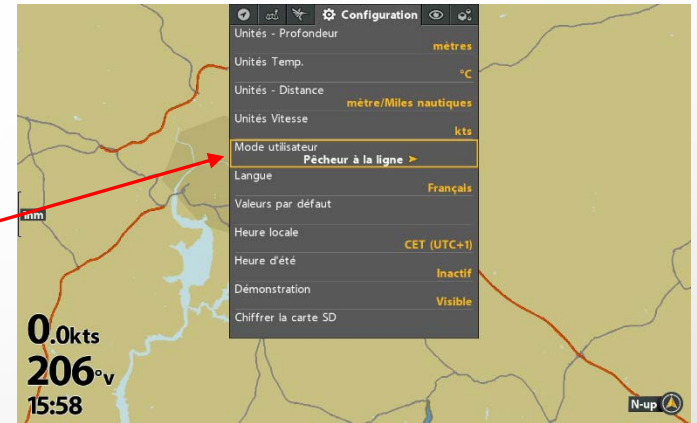 Configuration
Unités - Profondeur
mètres
Unités Temp.
°C
Unités - Distance
mètre/Miles nautiques
Unités Vitesse
kts
Mode utilisateur
Pêcheur à la ligne ➤
Langue
Français
Valeurs par défaut
Heure locale
CET (UTC+1)
Heure d'été
Inactif
Démonstration
Visible
Chiffrer la carte SD
0.0kts
206°v
15:58
N-up